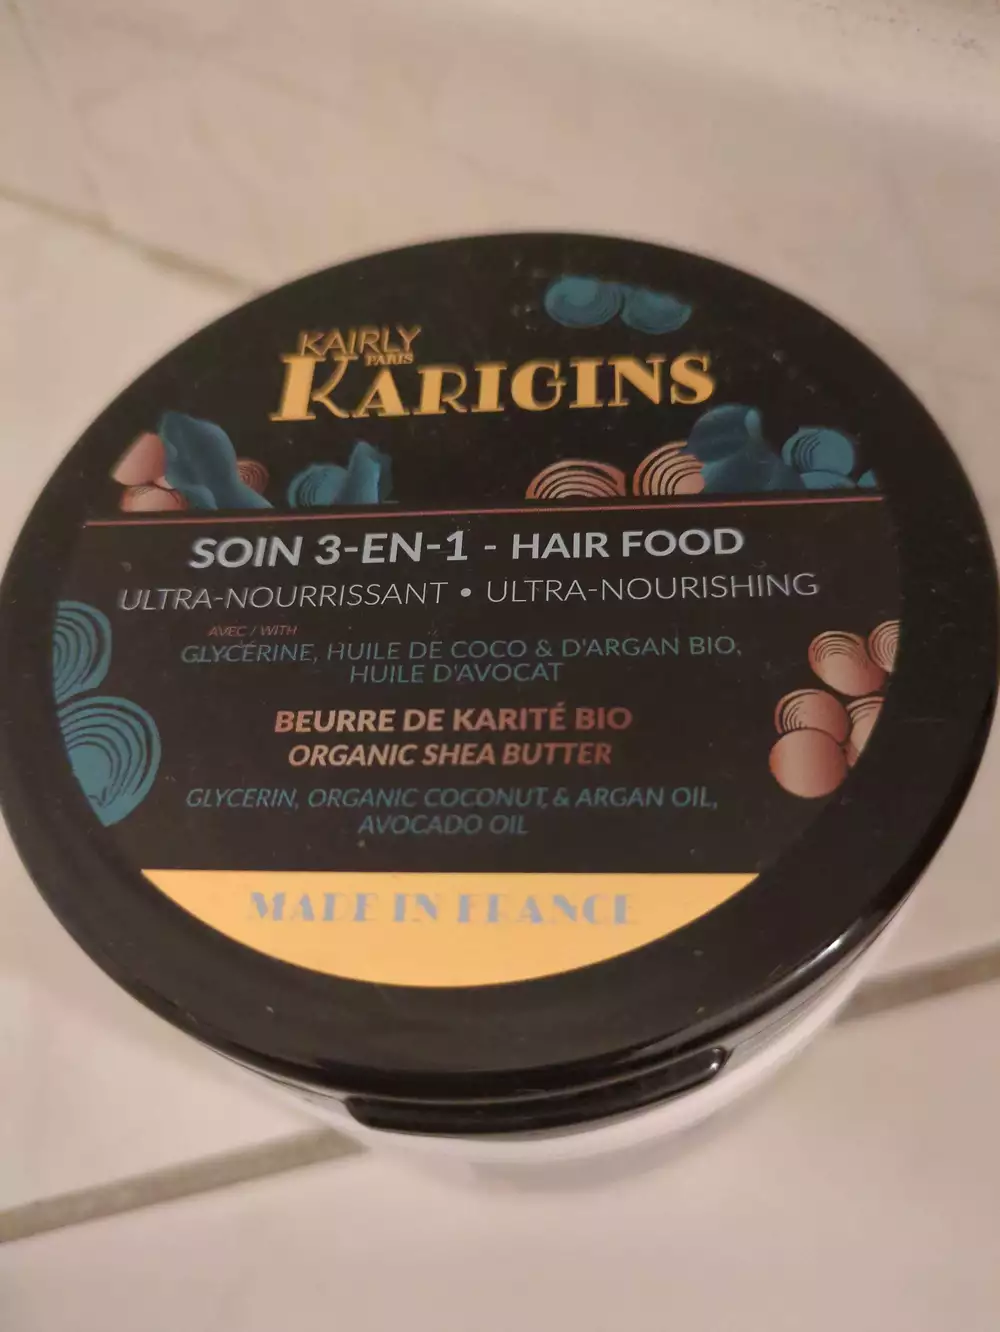 KAIRLY
PARIS
KARIGINS
SOIN 3-EN-1 - HAIR FOOD
ULTRA-NOURRISSANT • ULTRA-NOURISHING
AVEC / WITH
GLYCÉRINE, HUILE DE COCO & D'ARGAN BIO,
HUILE D'AVOCAT
BEURRE DE KARITÉ BIO
ORGANIC SHEA BUTTER
GLYCERIN, ORGANIC COCONUT & ARGAN OIL,
AVOCADO OIL
MADE IN FRANCE